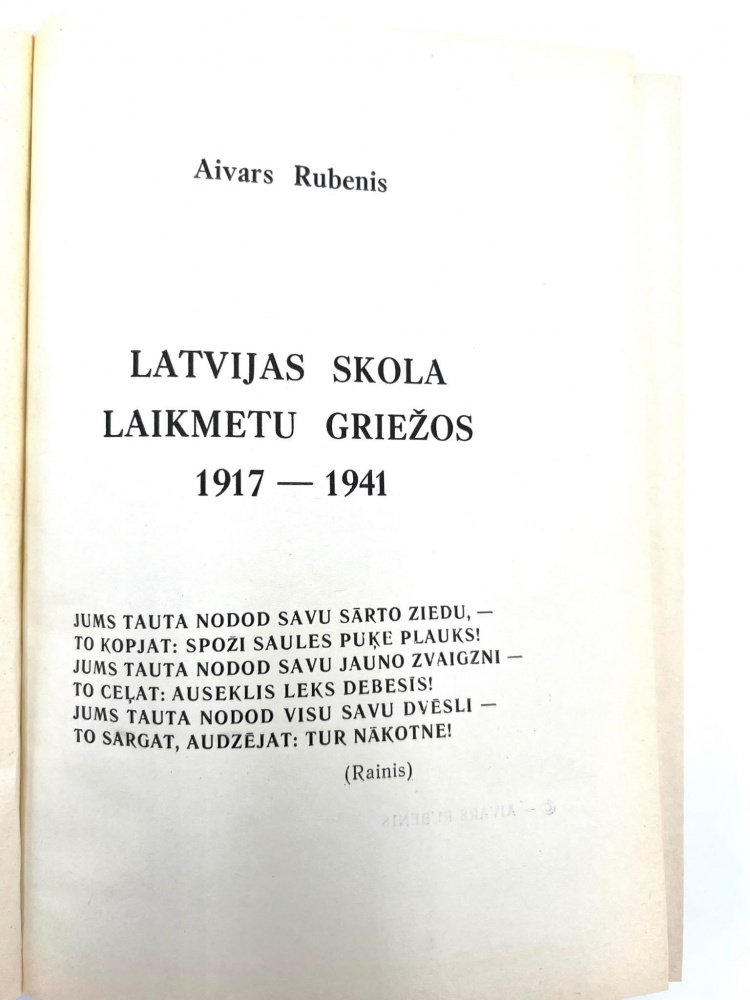 Aivars Rubenis
LATVIJAS SKOLA
LAIKMETU GRIEŽOS
1917 — 1941
JUMS TAUTA NODOD SAVU SĀRTO ZIEDU, —
TO KOPJAT: SPOŽI SAULES PUĶE PLAUKS!
JUMS TAUTA NODOD SAVU JAUNO ZVAIGZNI —
TO CEĻAT: AUSEKLIS LEKS DEBESĪS!
JUMS TAUTA NODOD VISU SAVU DVĒSLI —
TO SARGAT, AUDZĒJAT: TUR NĀKOTNE!
(Rainis)
© — AIVARS RUBENIS